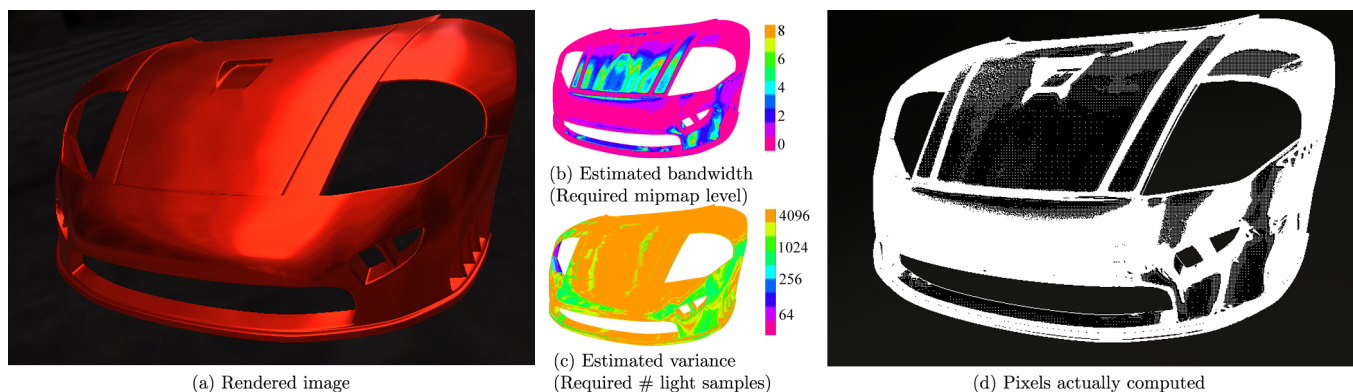 (a) Rendered image
8
6
4
2
0
(b) Estimated bandwidth
(Required mipmap level)
4096
1024
256
64
(c) Estimated variance
(Required # light samples)
(d) Pixels actually computed